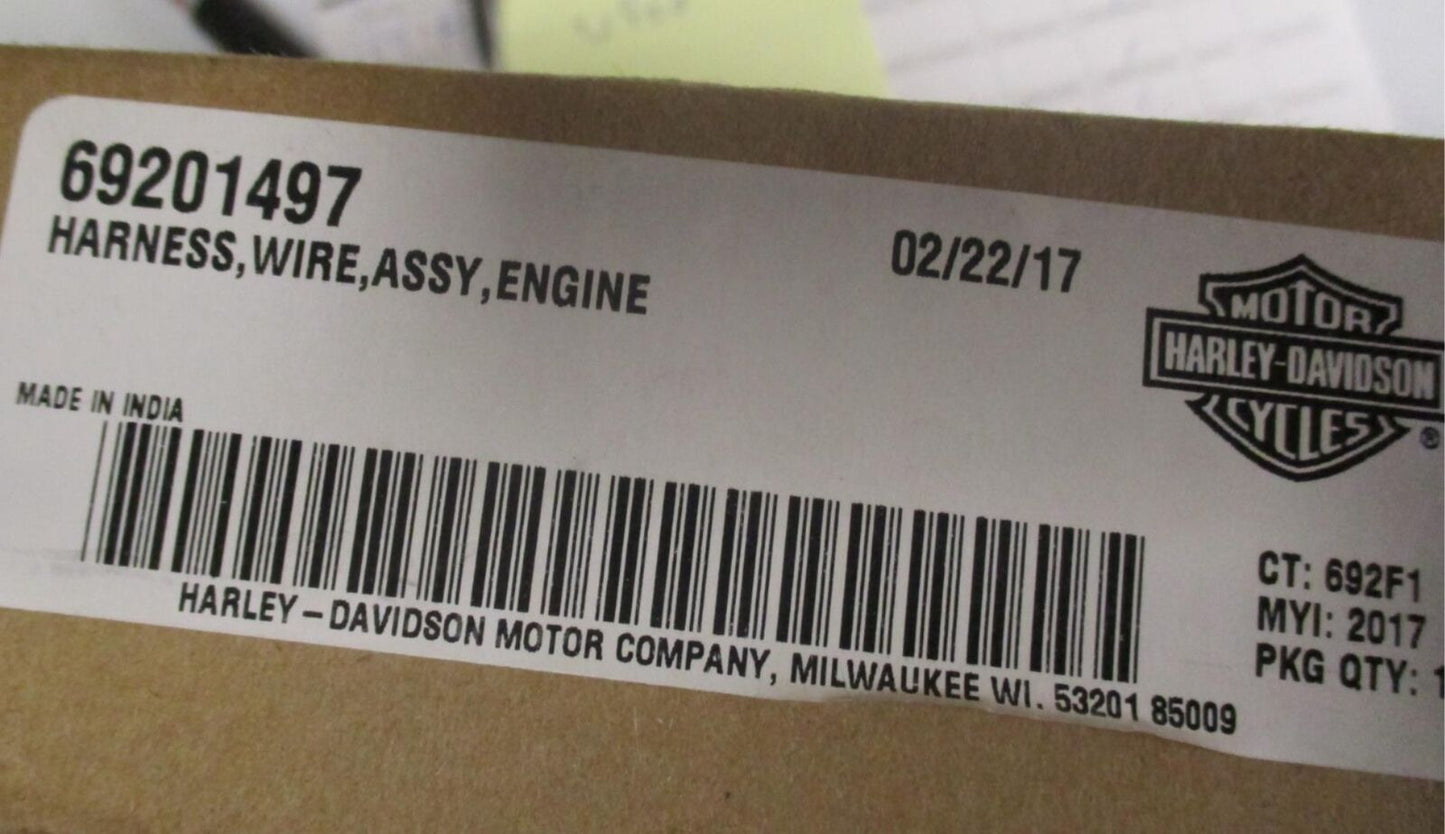 69201497
HARNESS,WIRE,ASSY,ENGINE
02/22/17
MOTOR
HARLEY-DAVIDSON
CYCLES
®
MADE IN INDIA
CT: 692F1
MYI: 2017
PKG QTY: 1
HARLEY-DAVIDSON MOTOR COMPANY, MILWAUKEE WI. 53201 85009